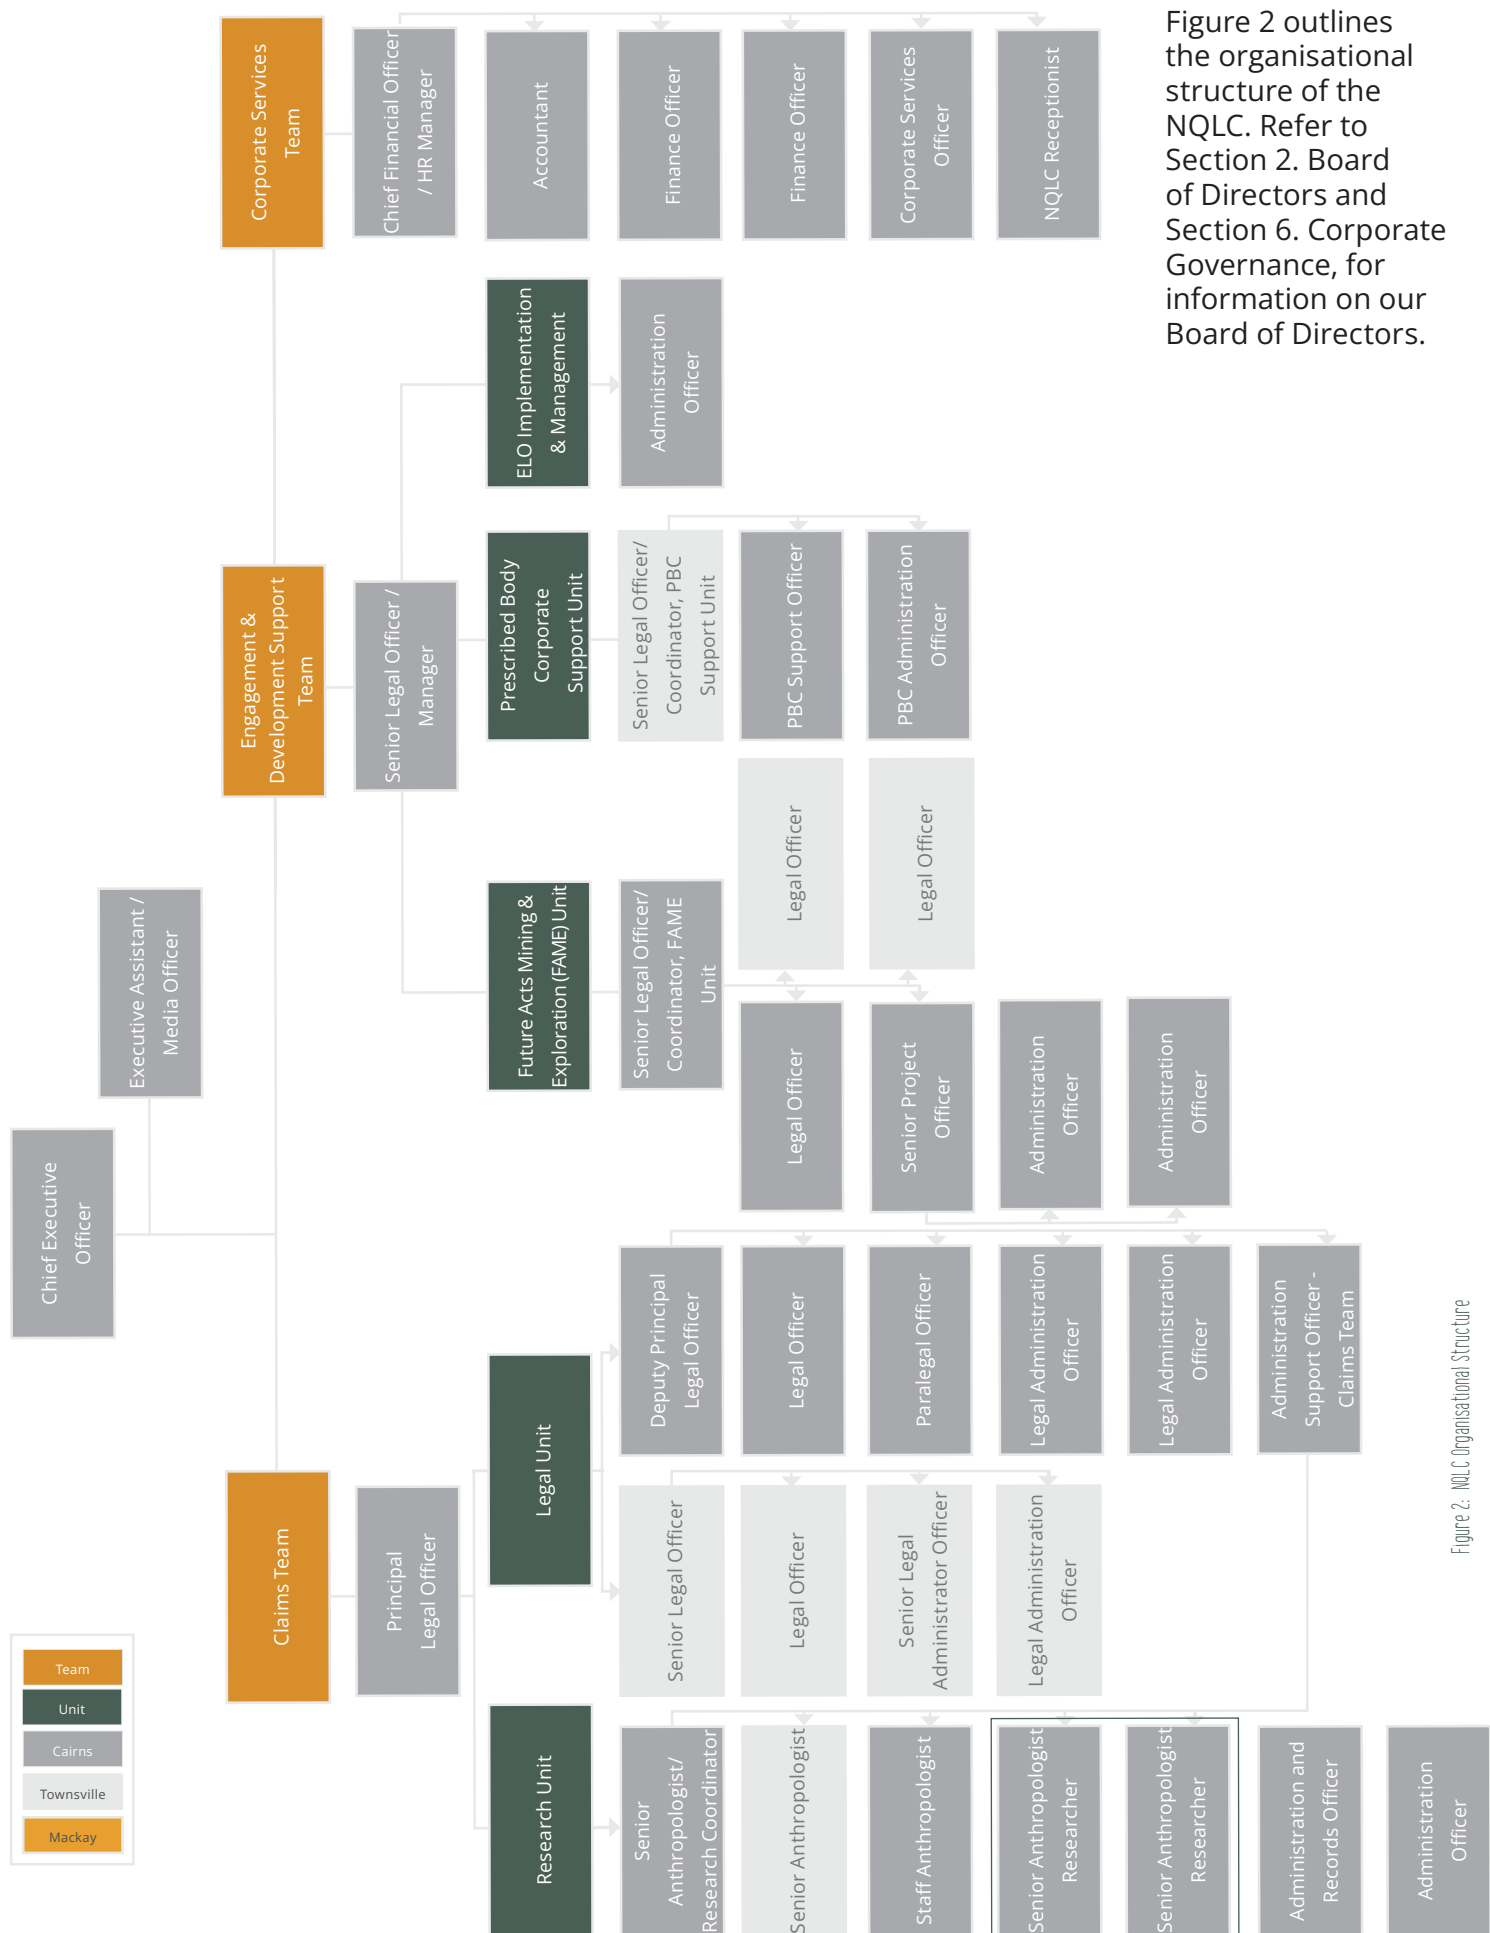 Figure 2 outlines
the organisational
structure of the
NQLC. Refer to
Section 2. Board
of Directors and
Section 6. Corporate
Governance, for
information on our
Board of Directors.
Chief Executive
Officer
Executive Assistant /
Media Officer
Claims Team
Engagement &
Development Support
Team
Corporate Services
Team
Principal
Legal Officer
Senior Legal Officer /
Manager
Chief Financial Officer
/ HR Manager
Research Unit
Legal Unit
Future Acts Mining &
Exploration (FAME) Unit
Prescribed Body
Corporate
Support Unit
ELO Implementation
& Management
Accountant
Senior
Anthropologist/
Research Coordinator
Senior Legal Officer
Deputy Principal
Legal Officer
Senior Legal Officer/
Coordinator, FAME
Unit
Senior Legal Officer/
Coordinator, PBC
Support Unit
Administration
Officer
Finance Officer
Senior Anthropologist
Legal Officer
Legal Officer
Legal Officer
Legal Officer
PBC Support Officer
Finance Officer
Staff Anthropologist
Senior Legal
Administrator Officer
Paralegal Officer
Senior Project
Officer
Legal Officer
PBC Administration
Officer
Corporate Services
Officer
Senior Anthropologist
Researcher
Legal Administration
Officer
Legal Administration
Officer
Administration
Officer
NQLC Receptionist
Senior Anthropologist
Researcher
Legal Administration
Officer
Administration
Officer
Administration and
Records Officer
Administration
Support Officer -
Claims Team
Administration
Officer
Team
Unit
Cairns
Townsville
Mackay
Figure 2: NQLC Organisational Structure